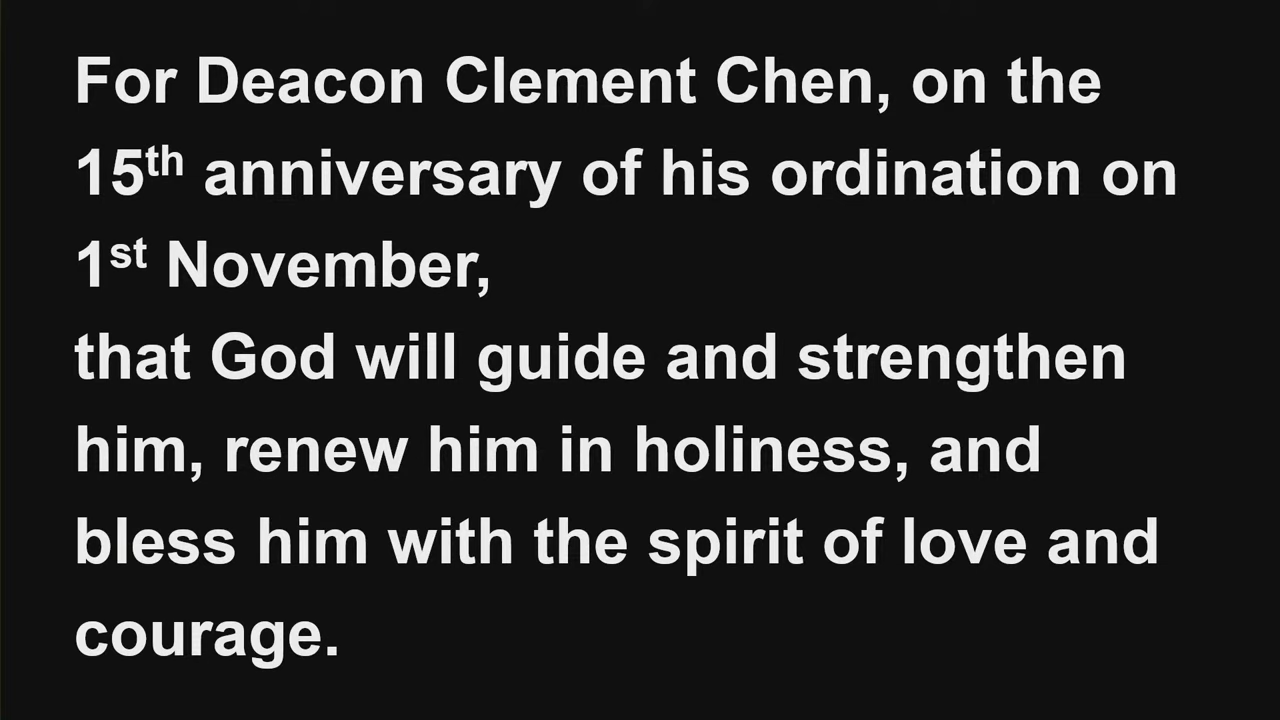 For Deacon Clement Chen, on the
15th anniversary of his ordination on
1st November,
that God will guide and strengthen
him, renew him in holiness, and
bless him with the spirit of love and
courage.